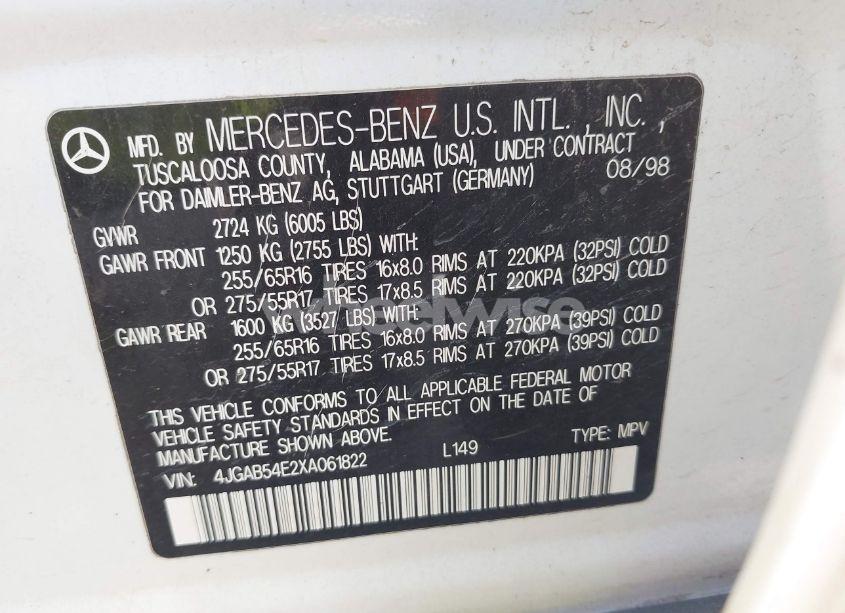 MFD. BY MERCEDES-BENZ U.S. INTL., INC.,
TUSCALOOSA COUNTY, ALABAMA (USA), UNDER CONTRACT
FOR DAIMLER-BENZ AG, STUTTGART (GERMANY) 08/98
GVWR 2724 KG (6005 LBS)
GAWR FRONT 1250 KG (2755 LBS) WITH:
255/65R16 TIRES 16x8.0 RIMS AT 220KPA (32PSI) COLD
OR 275/55R17 TIRES 17x8.5 RIMS AT 220KPA (32PSI) COLD
wheelwise
GAWR REAR 1600 KG (3527 LBS) WITH:
255/65R16 TIRES 16x8.0 RIMS AT 270KPA (39PSI) COLD
OR 275/55R17 TIRES 17x8.5 RIMS AT 270KPA (39PSI) COLD
THIS VEHICLE CONFORMS TO ALL APPLICABLE FEDERAL MOTOR
VEHICLE SAFETY STANDARDS IN EFFECT ON THE DATE OF
MANUFACTURE SHOWN ABOVE.
VIN: 4JGAB54E2XA061822 L149 TYPE: MPV